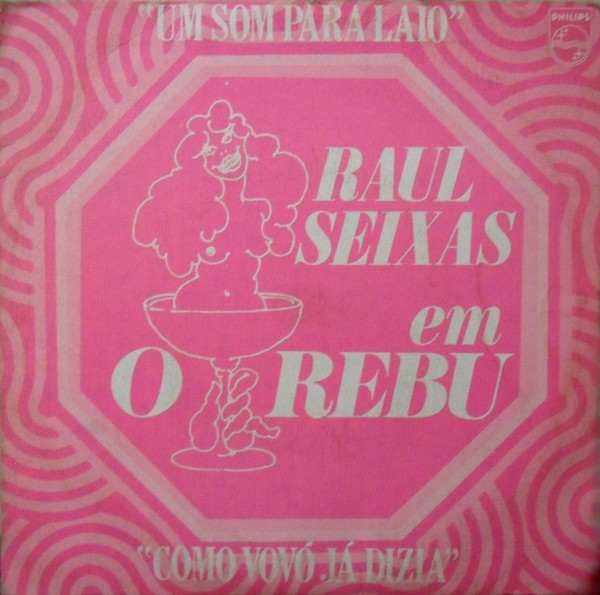 "UM SOM PARA LAIO"
PHILIPS
RAUL
SEIXAS
em
O REBU
"COMO VOVÓ JÁ DIZIA"